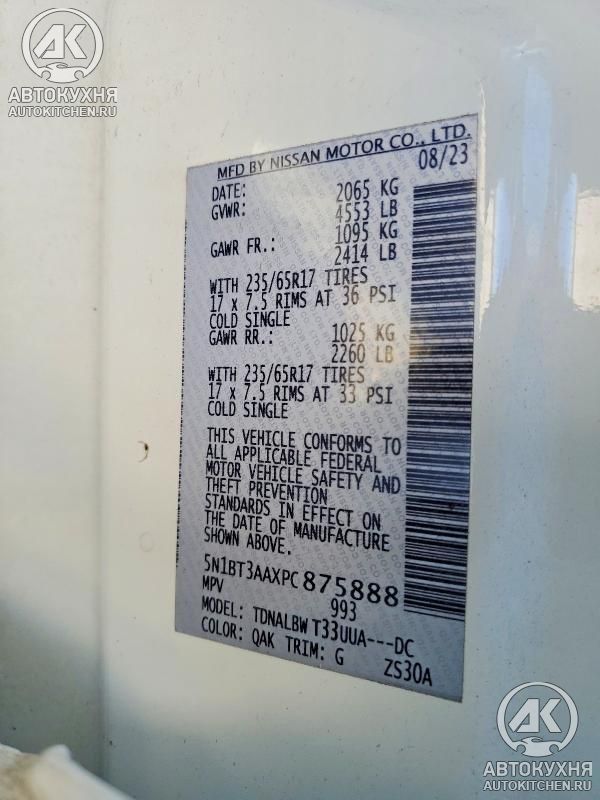 AK
АВТОКУХНЯ
AUTOKITCHEN.RU
MFD BY NISSAN MOTOR CO., LTD.
DATE: 08/23
GVWR: 2065 KG
4553 LB
GAWR FR.: 1095 KG
2414 LB
WITH 235/65R17 TIRES
17 x 7.5 RIMS AT 36 PSI
COLD SINGLE
GAWR RR.: 1025 KG
2260 LB
WITH 235/65R17 TIRES
17 x 7.5 RIMS AT 33 PSI
COLD SINGLE
THIS VEHICLE CONFORMS TO
ALL APPLICABLE FEDERAL
MOTOR VEHICLE SAFETY AND
THEFT PREVENTION
STANDARDS IN EFFECT ON
THE DATE OF MANUFACTURE
SHOWN ABOVE.
5N1BT3AAXPC875888
MPV 993
MODEL: TDNALBW T33UUA---DC
COLOR: QAK TRIM: G ZS30A
AK
АВТОКУХНЯ
AUTOKITCHEN.RU